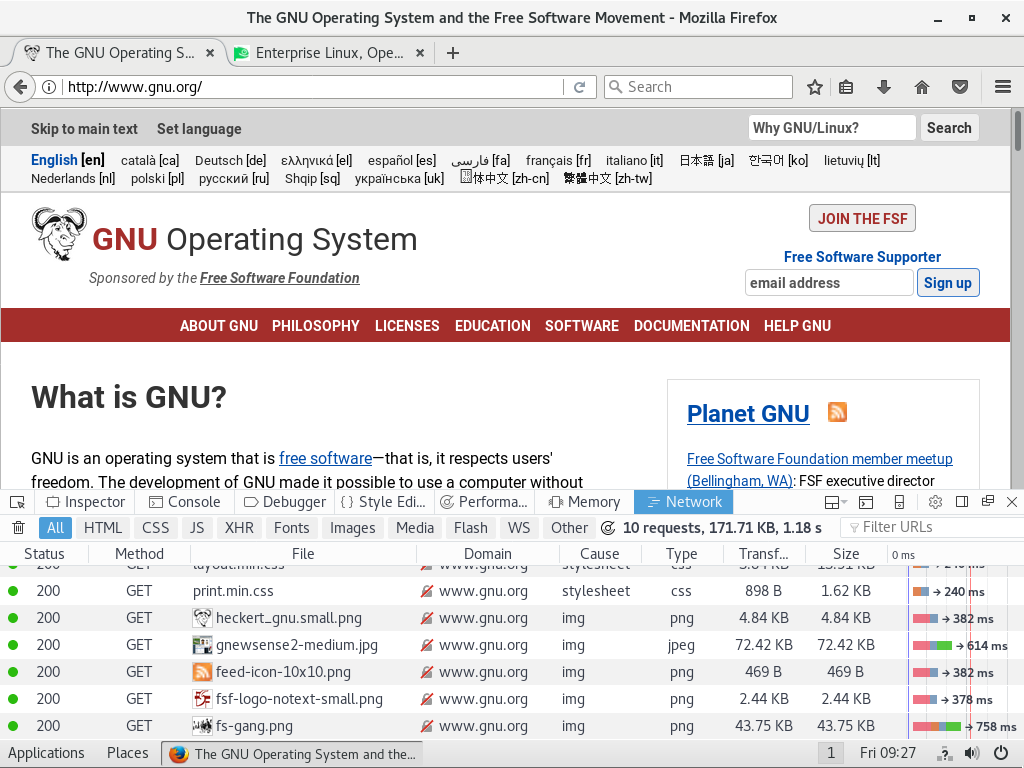 The GNU Operating System and the Free Software Movement - Mozilla Firefox
The GNU Operating S... Enterprise Linux, Ope...
http://www.gnu.org/ Search
Skip to main text Set language Why GNU/Linux? Search
English [en] català [ca] Deutsch [de] ελληνικά [el] español [es] فارسی [fa] français [fr] italiano [it] 日本語 [ja] 한국어 [ko] lietuvių [lt]
Nederlands [nl] polski [pl] русский [ru] Shqip [sq] українська [uk] 体中文 [zh-cn] 繁體中文 [zh-tw]
JOIN THE FSF
GNU Operating System
Free Software Supporter
Sponsored by the Free Software Foundation
email address Sign up
ABOUT GNU PHILOSOPHY LICENSES EDUCATION SOFTWARE DOCUMENTATION HELP GNU
What is GNU?
GNU is an operating system that is free software—that is, it respects users'
freedom. The development of GNU made it possible to use a computer without
Planet GNU
Free Software Foundation member meetup
(Bellingham, WA): FSF executive director
Inspector Console Debugger Style Edi... Performa... Memory Network
All HTML CSS JS XHR Fonts Images Media Flash WS Other 10 requests, 171.71 KB, 1.18 s Filter URLs
Status Method File Domain Cause Type Transf... Size 0 ms
200 GET layout.min.css www.gnu.org stylesheet css
200 GET print.min.css www.gnu.org stylesheet css 898 B 1.62 KB → 240 ms
200 GET heckert_gnu.small.png www.gnu.org img png 4.84 KB 4.84 KB → 382 ms
200 GET gnewsense2-medium.jpg www.gnu.org img jpeg 72.42 KB 72.42 KB → 614 ms
200 GET feed-icon-10x10.png www.gnu.org img png 469 B 469 B → 382 ms
200 GET fsf-logo-notext-small.png www.gnu.org img png 2.44 KB 2.44 KB → 378 ms
200 GET fs-gang.png www.gnu.org img png 43.75 KB 43.75 KB → 758 ms
Applications Places The GNU Operating System and the... 1 Fri 09:27